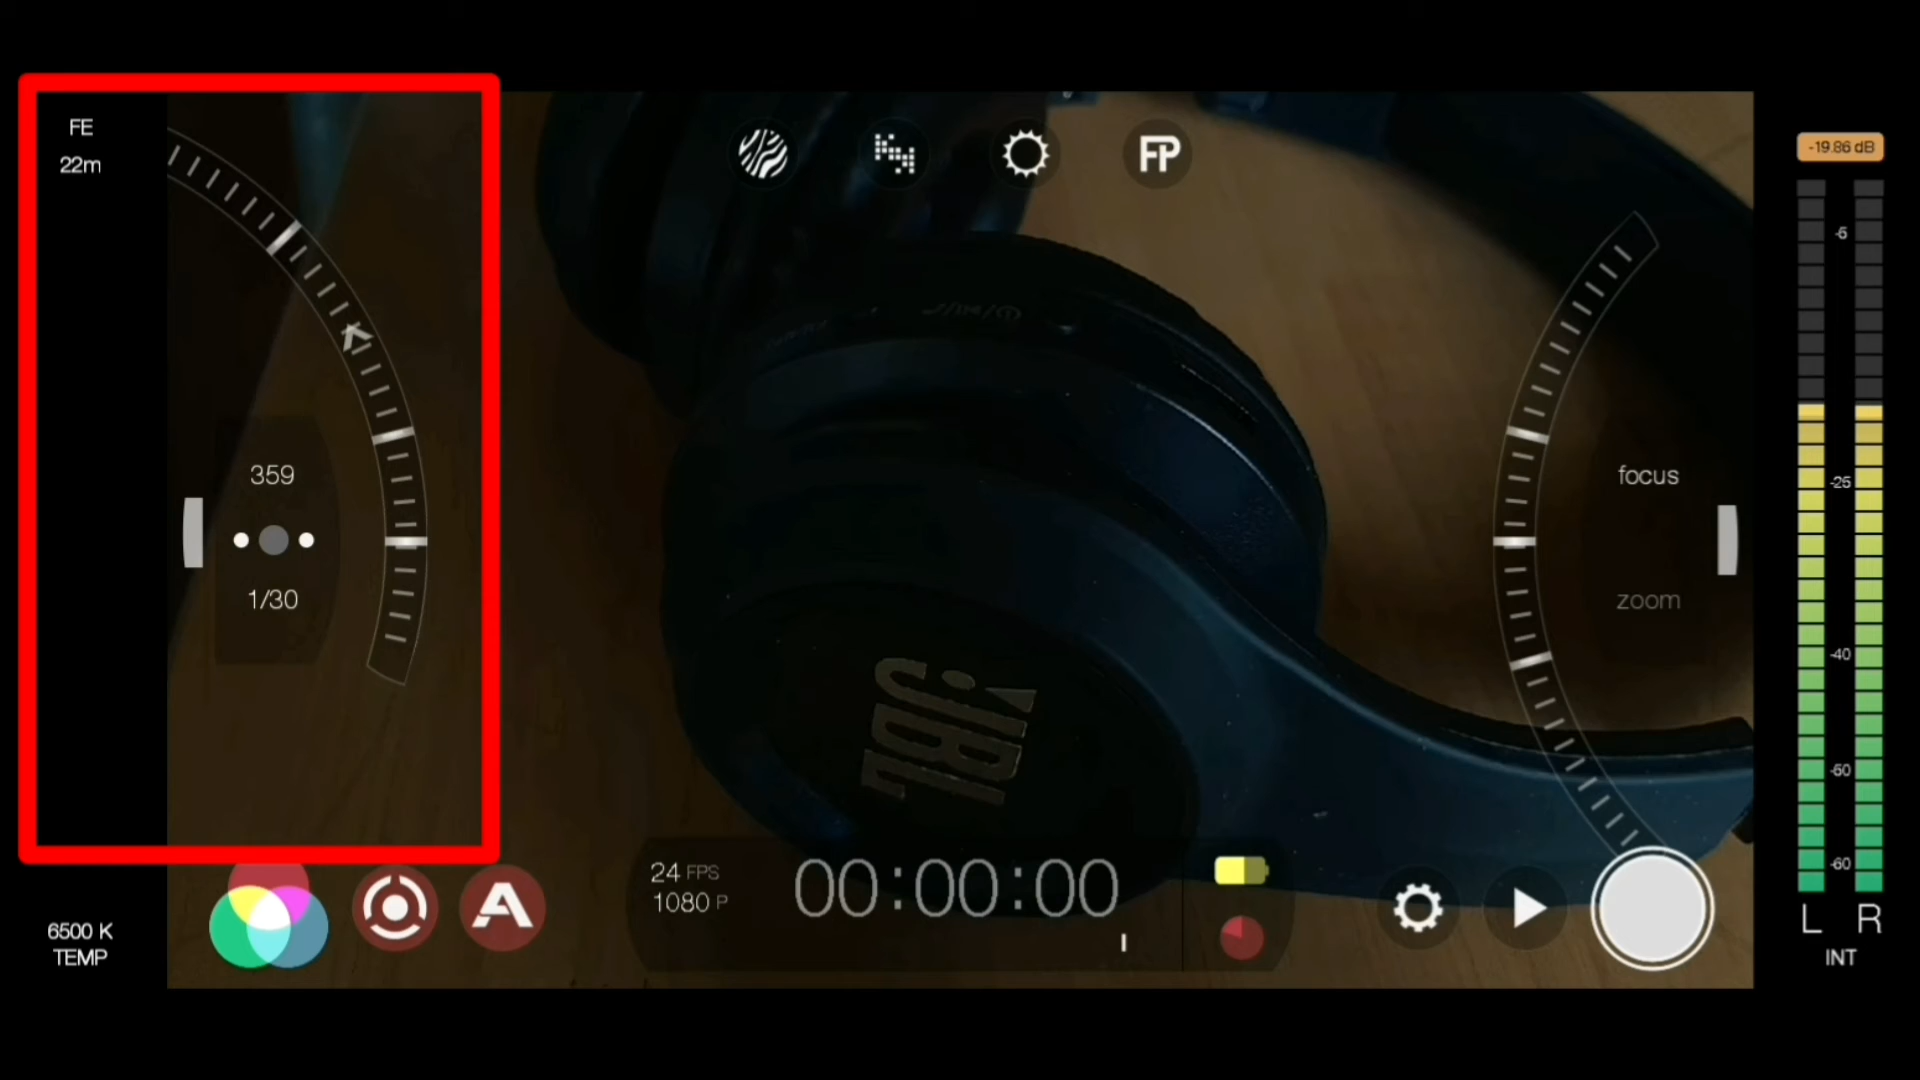 FE
22m
-19.86 dB
-5
359
1/30
focus
zoom
-25
-40
-50
-60
JBL
24 FPS
1080 P
00:00:00
6500 K
TEMP
L R
INT